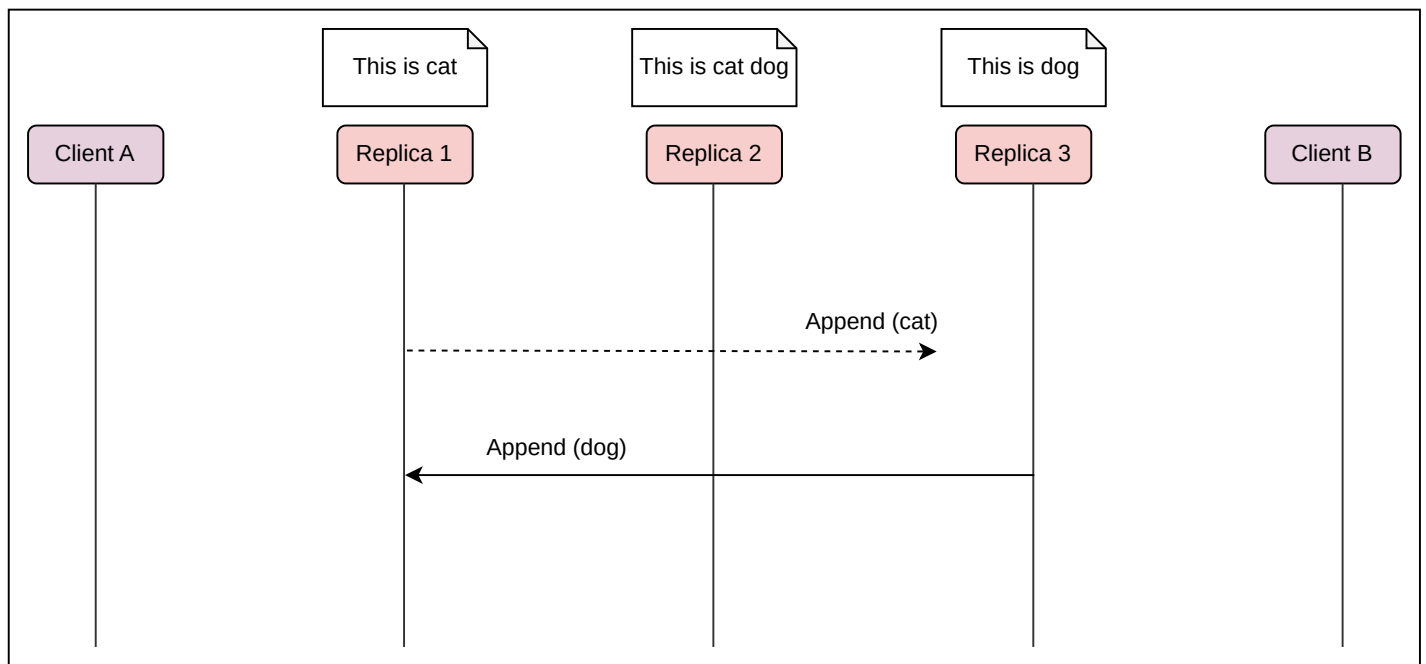 This is cat
This is cat dog
This is dog
Client A
Replica 1
Replica 2
Replica 3
Client B
Append (cat)
Append (dog)